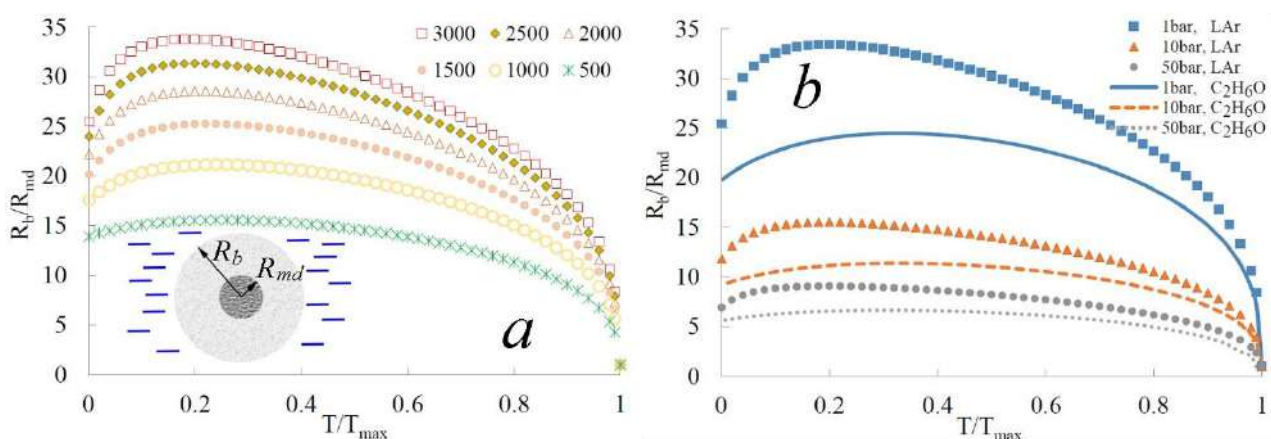 35
30
25
20
15
10
5
0
R_b/R_md
3000 2500 2000
1500 1000 500
R_b
R_md
a
0 0.2 0.4 0.6 0.8 1
T/T_max
35
30
25
20
15
10
5
0
R_b/R_md
b
1bar, LAr
10bar, LAr
50bar, LAr
1bar, C₂H₆O
10bar, C₂H₆O
50bar, C₂H₆O
0 0.2 0.4 0.6 0.8 1
T/T_max